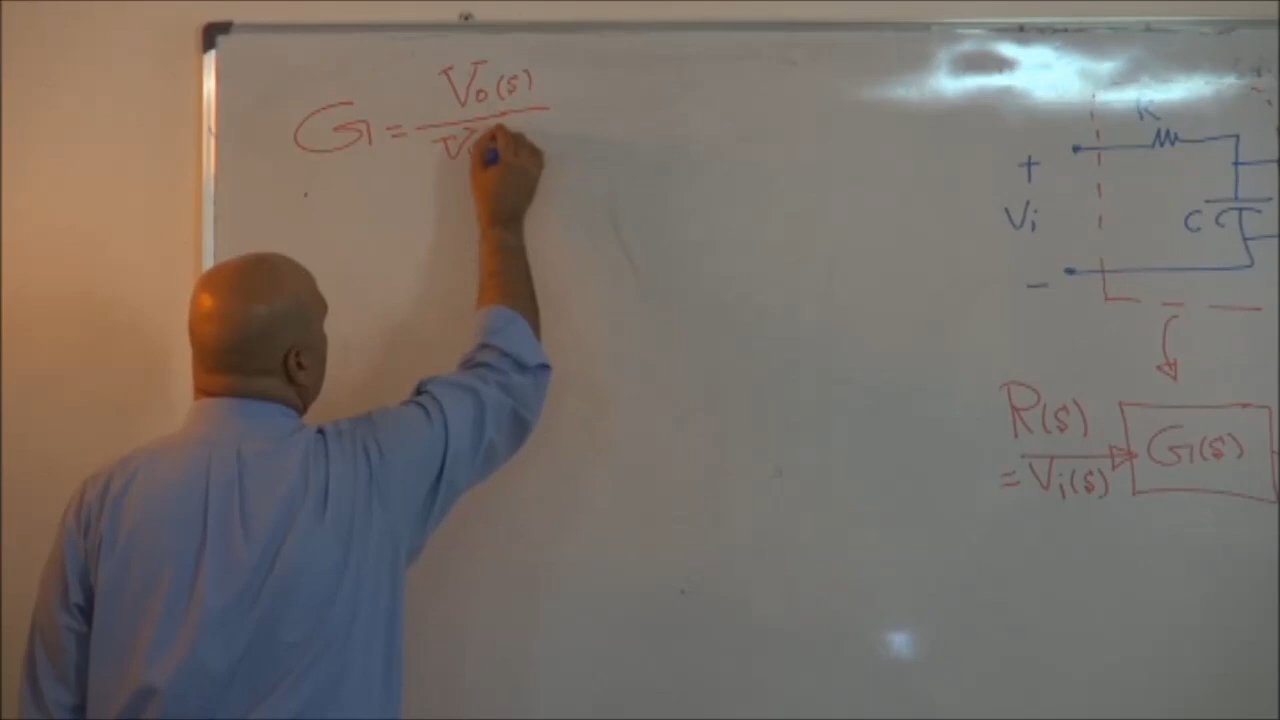 Vo(s)
G =
V
R
+
Vi
C
-
R(s)
= Vi(s)
G(s)